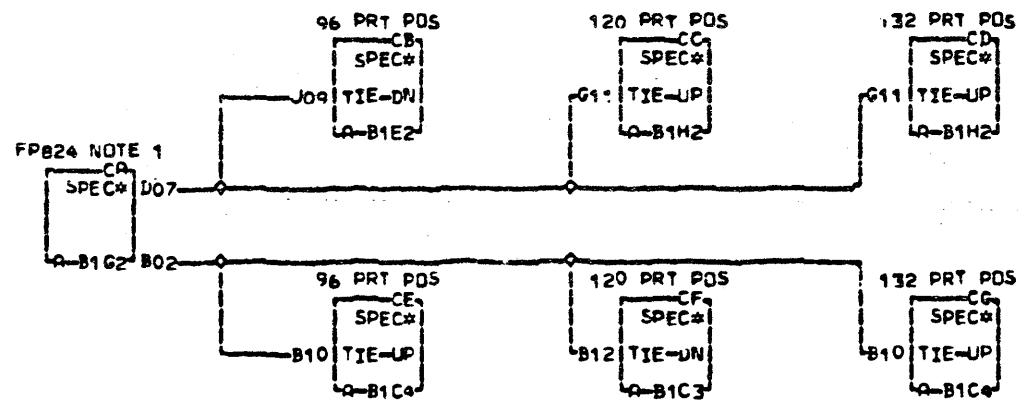 96 PRT POS 120 PRT POS 132 PRT POS
CB CC CD
SPEC* SPEC* SPEC*
J09 TIE-DN G11 TIE-UP G11 TIE-UP
A-B1E2 A-B1H2 A-B1H2
FP824 NOTE 1
CA
SPEC* D07
A-B1G2 B02
96 PRT POS 120 PRT POS 132 PRT POS
CE CF CG
SPEC* SPEC* SPEC*
B10 TIE-UP B12 TIE-DN B10 TIE-UP
A-B1C4 A-B1C3 A-B1C4